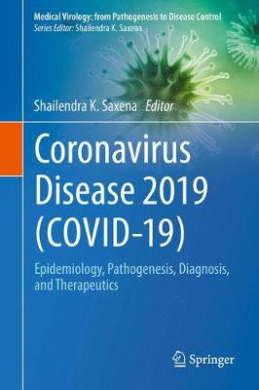 Medical Virology: from Pathogenesis to Disease Control
Series Editor: Shailendra K. Saxena
Shailendra K. Saxena Editor
Coronavirus
Disease 2019
(COVID-19)
Epidemiology, Pathogenesis, Diagnosis,
and Therapeutics
Springer